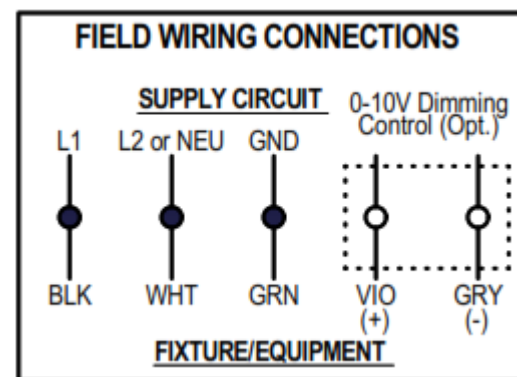 FIELD WIRING CONNECTIONS
SUPPLY CIRCUIT
0-10V Dimming
Control (Opt.)
L1 L2 or NEU GND
BLK WHT GRN VIO GRY
(+) (-)
FIXTURE/EQUIPMENT